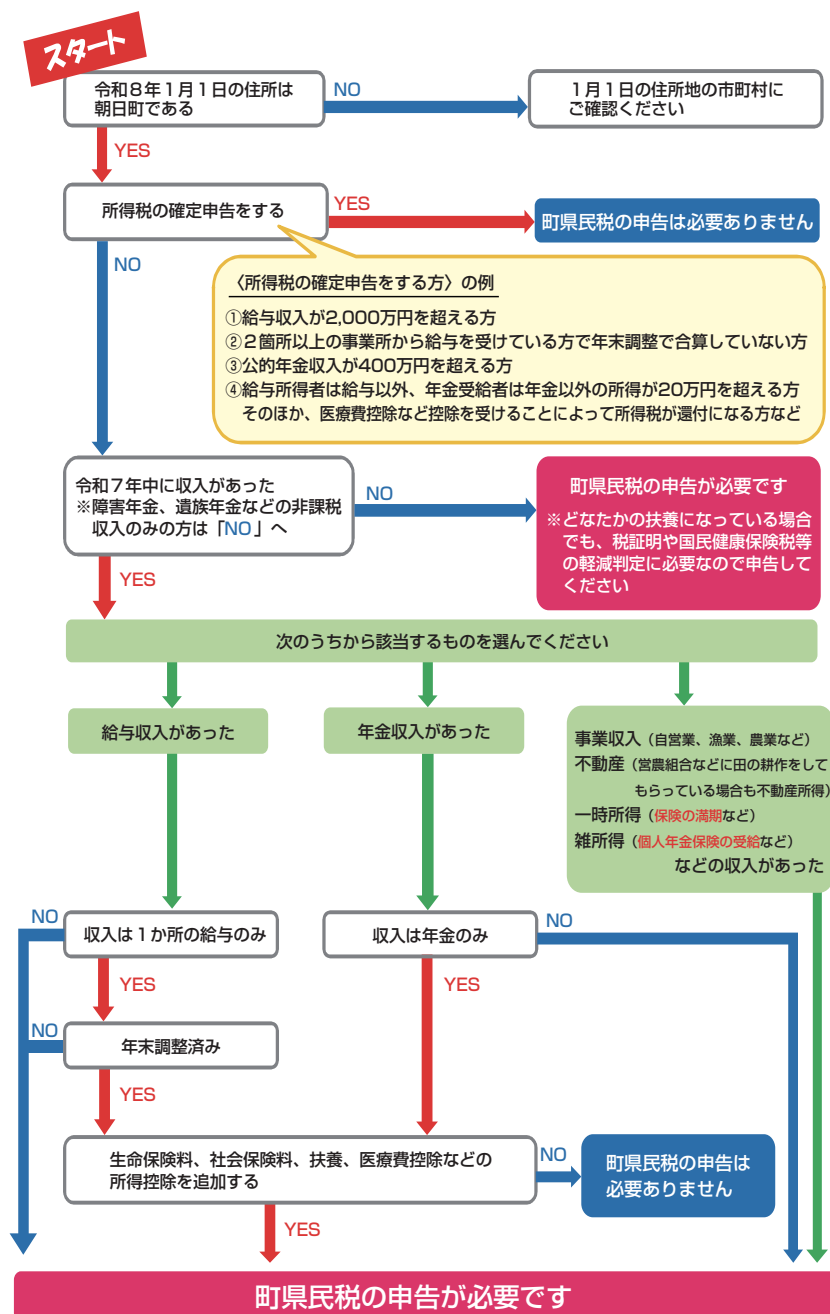 スタート
令和8年1月1日の住所は
朝日町である
NO
1月1日の住所地の市町村に
ご確認ください
YES
所得税の確定申告をする
YES
町県民税の申告は必要ありません
NO
〈所得税の確定申告をする方〉の例
①給与収入が2,000万円を超える方
②2箇所以上の事業所から給与を受けている方で年末調整で合算していない方
③公的年金収入が400万円を超える方
④給与所得者は給与以外、年金受給者は年金以外の所得が20万円を超える方
そのほか、医療費控除など控除を受けることによって所得税が還付になる方など
令和7年中に収入があった
※障害年金、遺族年金などの非課税
収入のみの方は「NO」へ
NO
町県民税の申告が必要です
※どなたかの扶養になっている場合
でも、税証明や国民健康保険税等
の軽減判定に必要なので申告して
ください
YES
次のうちから該当するものを選んでください
給与収入があった
年金収入があった
事業収入（自営業、漁業、農業など）
不動産（営農組合などに田の耕作をして
もらっている場合も不動産所得）
一時所得（保険の満期など）
雑所得（個人年金保険の受給など）
などの収入があった
NO
収入は1か所の給与のみ
収入は年金のみ
NO
YES
YES
NO
年末調整済み
YES
生命保険料、社会保険料、扶養、医療費控除などの
所得控除を追加する
NO
町県民税の申告は
必要ありません
YES
町県民税の申告が必要です